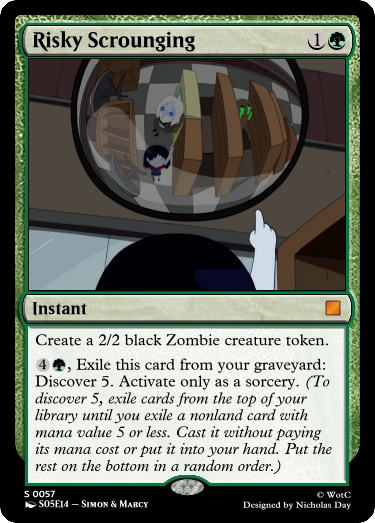 Risky Scrounging 1
Instant
Create a 2/2 black Zombie creature token.
4, Exile this card from your graveyard:
Discover 5. Activate only as a sorcery. (To
discover 5, exile cards from the top of your
library until you exile a nonland card with
mana value 5 or less. Cast it without paying
its mana cost or put it into your hand. Put the
rest on the bottom in a random order.)
S 0057 © WotC
S05E14 – Simon & Marcy Designed by Nicholas Day